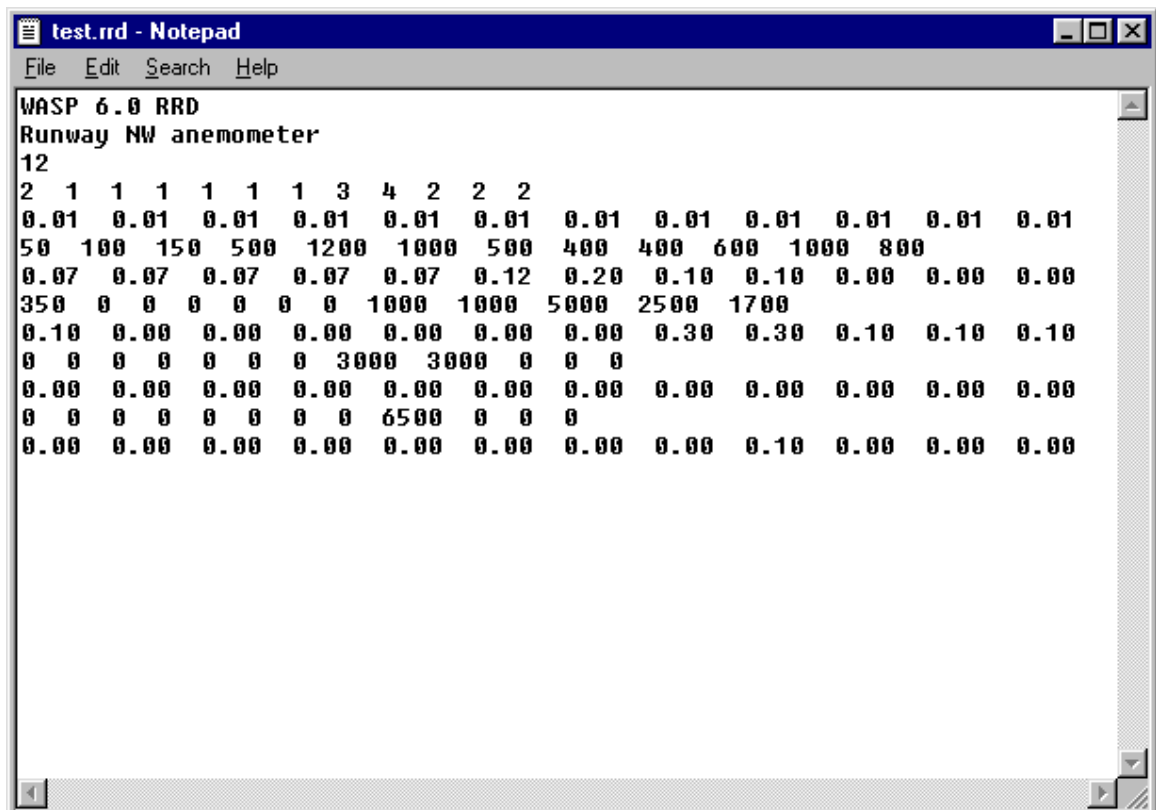 test.rrd - Notepad
File Edit Search Help
WASP 6.0 RRD
Runway NW anemometer
12
2 1 1 1 1 1 1 3 4 2 2 2
0.01 0.01 0.01 0.01 0.01 0.01 0.01 0.01 0.01 0.01 0.01 0.01
50 100 150 500 1200 1000 500 400 400 600 1000 800
0.07 0.07 0.07 0.07 0.07 0.12 0.20 0.10 0.10 0.00 0.00 0.00
350 0 0 0 0 0 0 1000 1000 5000 2500 1700
0.10 0.00 0.00 0.00 0.00 0.00 0.00 0.30 0.30 0.10 0.10 0.10
0 0 0 0 0 0 0 3000 3000 0 0 0
0.00 0.00 0.00 0.00 0.00 0.00 0.00 0.00 0.00 0.00 0.00 0.00
0 0 0 0 0 0 0 0 6500 0 0 0
0.00 0.00 0.00 0.00 0.00 0.00 0.00 0.00 0.10 0.00 0.00 0.00